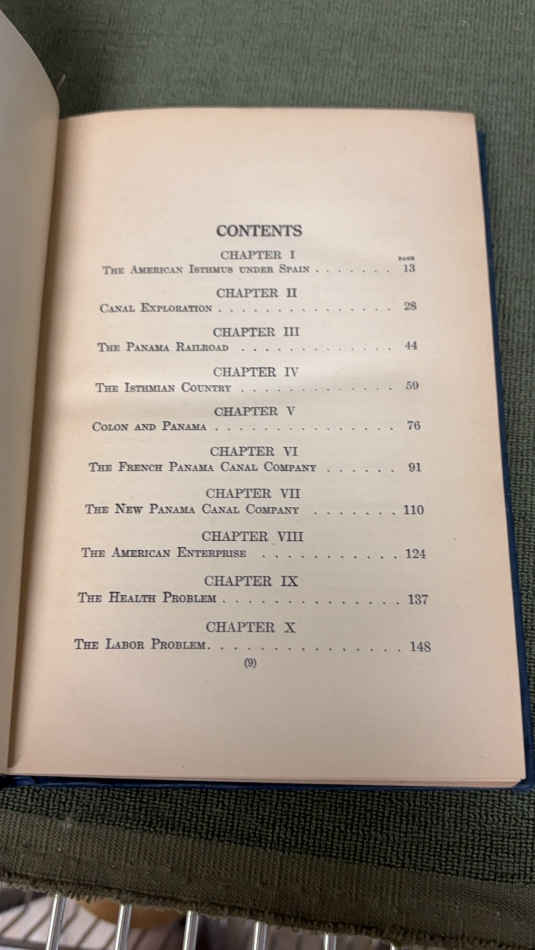 CONTENTS
CHAPTER I
PAGE
The American Isthmus under Spain . . . . . . . 13
CHAPTER II
Canal Exploration . . . . . . . . . . . . . . . 28
CHAPTER III
The Panama Railroad . . . . . . . . . . . . . 44
CHAPTER IV
The Isthmian Country . . . . . . . . . . . . . 59
CHAPTER V
Colon and Panama . . . . . . . . . . . . . . . 76
CHAPTER VI
The French Panama Canal Company . . . . . . 91
CHAPTER VII
The New Panama Canal Company . . . . . . . 110
CHAPTER VIII
The American Enterprise . . . . . . . . . . . 124
CHAPTER IX
The Health Problem . . . . . . . . . . . . . . 137
CHAPTER X
The Labor Problem . . . . . . . . . . . . . . . . 148
(9)